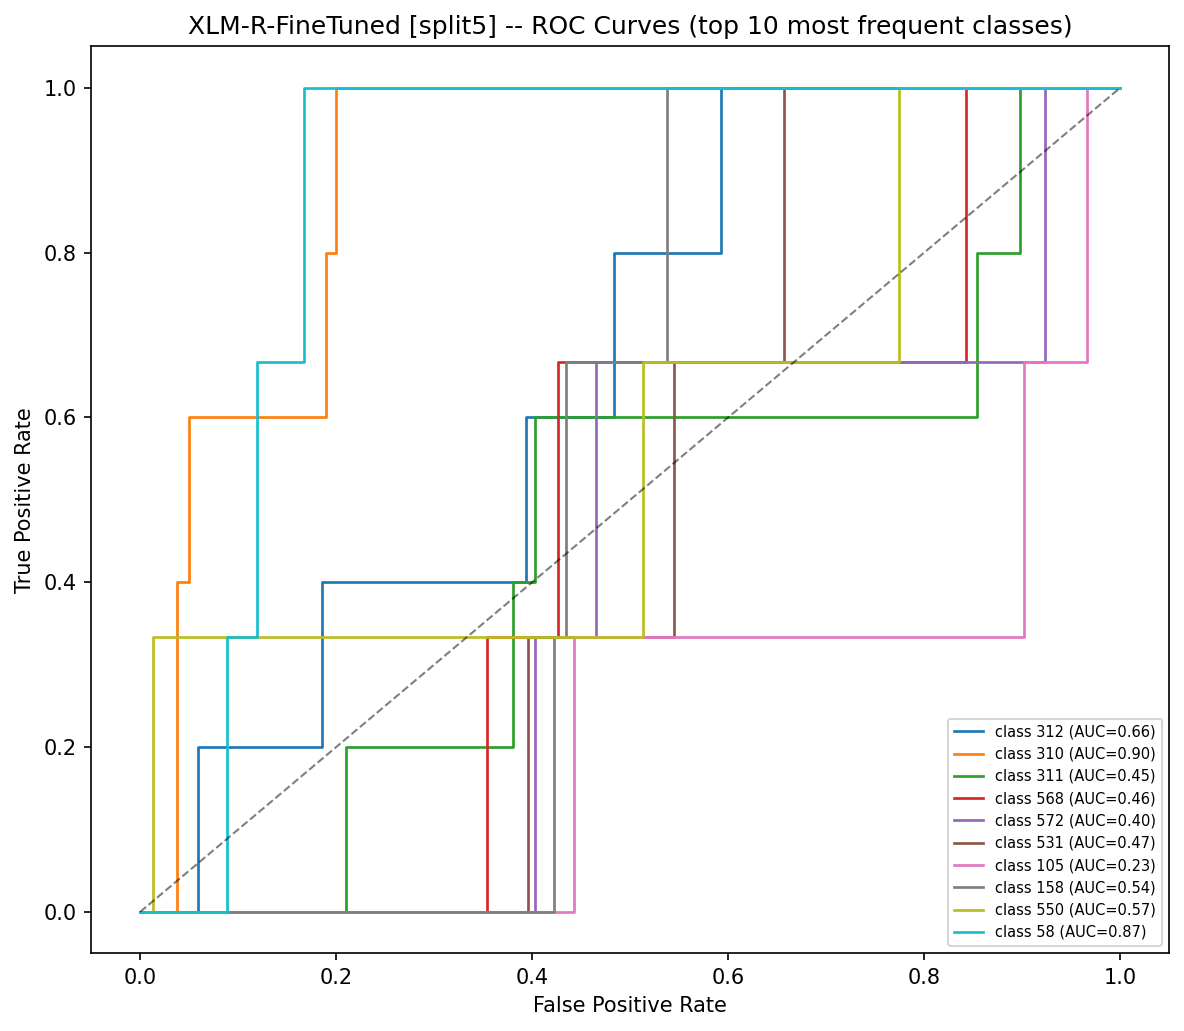 XLM-R-FineTuned [split5] -- ROC Curves (top 10 most frequent classes)
1.0
0.8
0.6
0.4
0.2
0.0
True Positive Rate
0.0 0.2 0.4 0.6 0.8 1.0
False Positive Rate
class 312 (AUC=0.66)
class 310 (AUC=0.90)
class 311 (AUC=0.45)
class 568 (AUC=0.46)
class 572 (AUC=0.40)
class 531 (AUC=0.47)
class 105 (AUC=0.23)
class 158 (AUC=0.54)
class 550 (AUC=0.57)
class 58 (AUC=0.87)